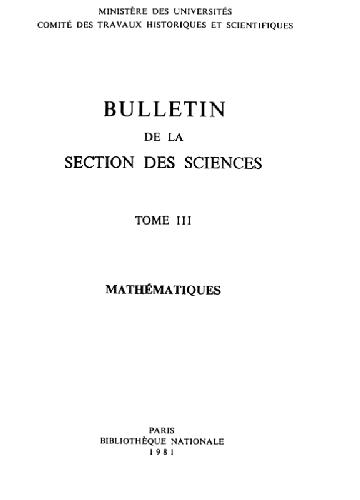 MINISTÈRE DES UNIVERSITÉS
COMITÉ DES TRAVAUX HISTORIQUES ET SCIENTIFIQUES
BULLETIN
DE LA
SECTION DES SCIENCES
TOME III
MATHÉMATIQUES
PARIS
BIBLIOTHÈQUE NATIONALE
1981